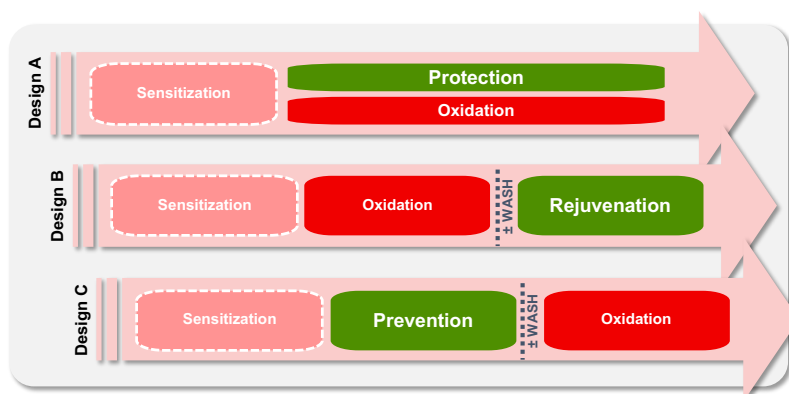 Design A
Sensitization
Protection
Oxidation
Design B
Sensitization
Oxidation
± WASH
Rejuvenation
Design C
Sensitization
Prevention
± WASH
Oxidation